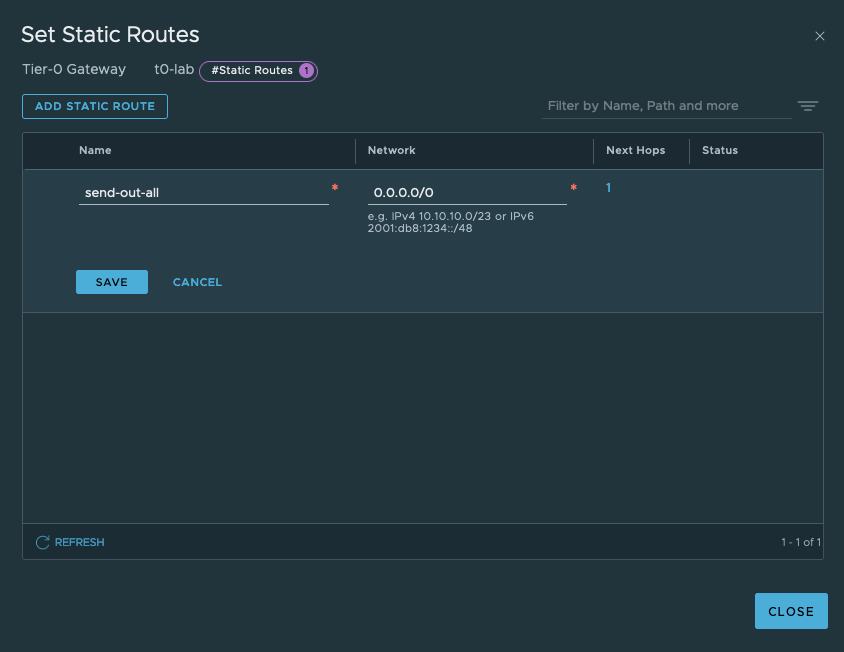 Set Static Routes
Tier-0 Gateway t0-lab #Static Routes 1
ADD STATIC ROUTE Filter by Name, Path and more
Name Network Next Hops Status
send-out-all * 0.0.0.0/0 * 1
e.g. IPv4 10.10.10.0/23 or IPv6
2001:db8:1234::/48
SAVE CANCEL
REFRESH 1 - 1 of 1
CLOSE